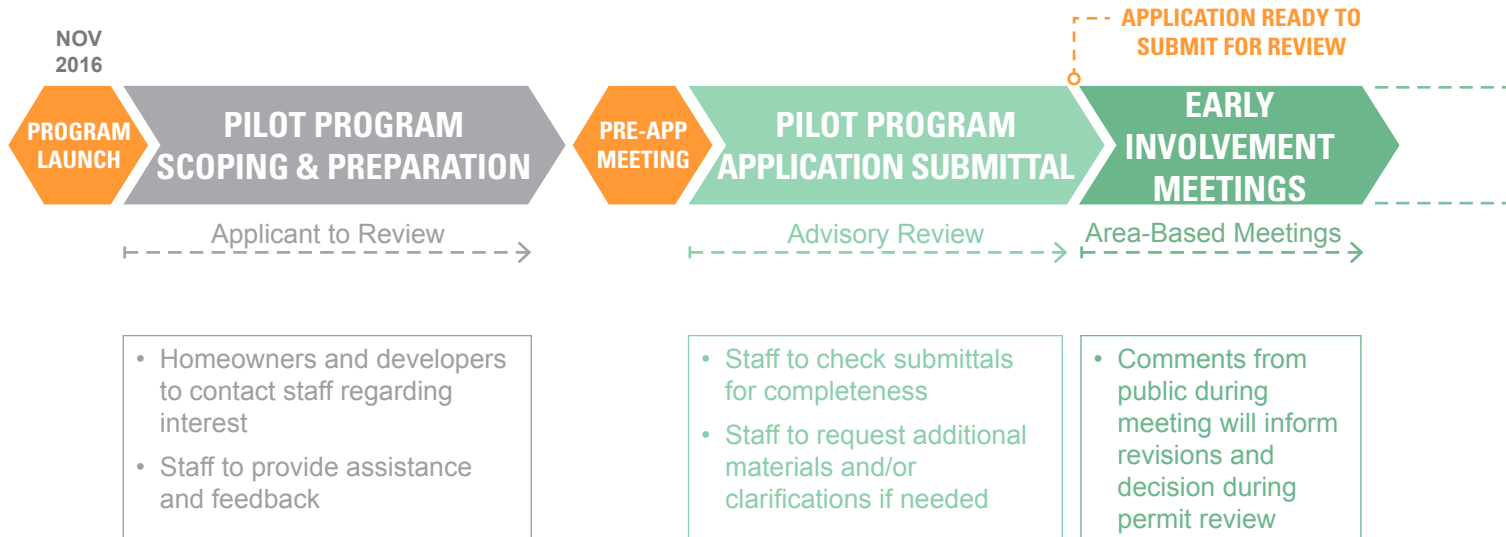 NOV
2016
APPLICATION READY TO
SUBMIT FOR REVIEW
PROGRAM
LAUNCH
PILOT PROGRAM
SCOPING & PREPARATION
PRE-APP
MEETING
PILOT PROGRAM
APPLICATION SUBMITTAL
EARLY
INVOLVEMENT
MEETINGS
Applicant to Review
Advisory Review
Area-Based Meetings
• Homeowners and developers
to contact staff regarding
interest
• Staff to provide assistance
and feedback
• Staff to check submittals
for completeness
• Staff to request additional
materials and/or
clarifications if needed
• Comments from
public during
meeting will inform
revisions and
decision during
permit review